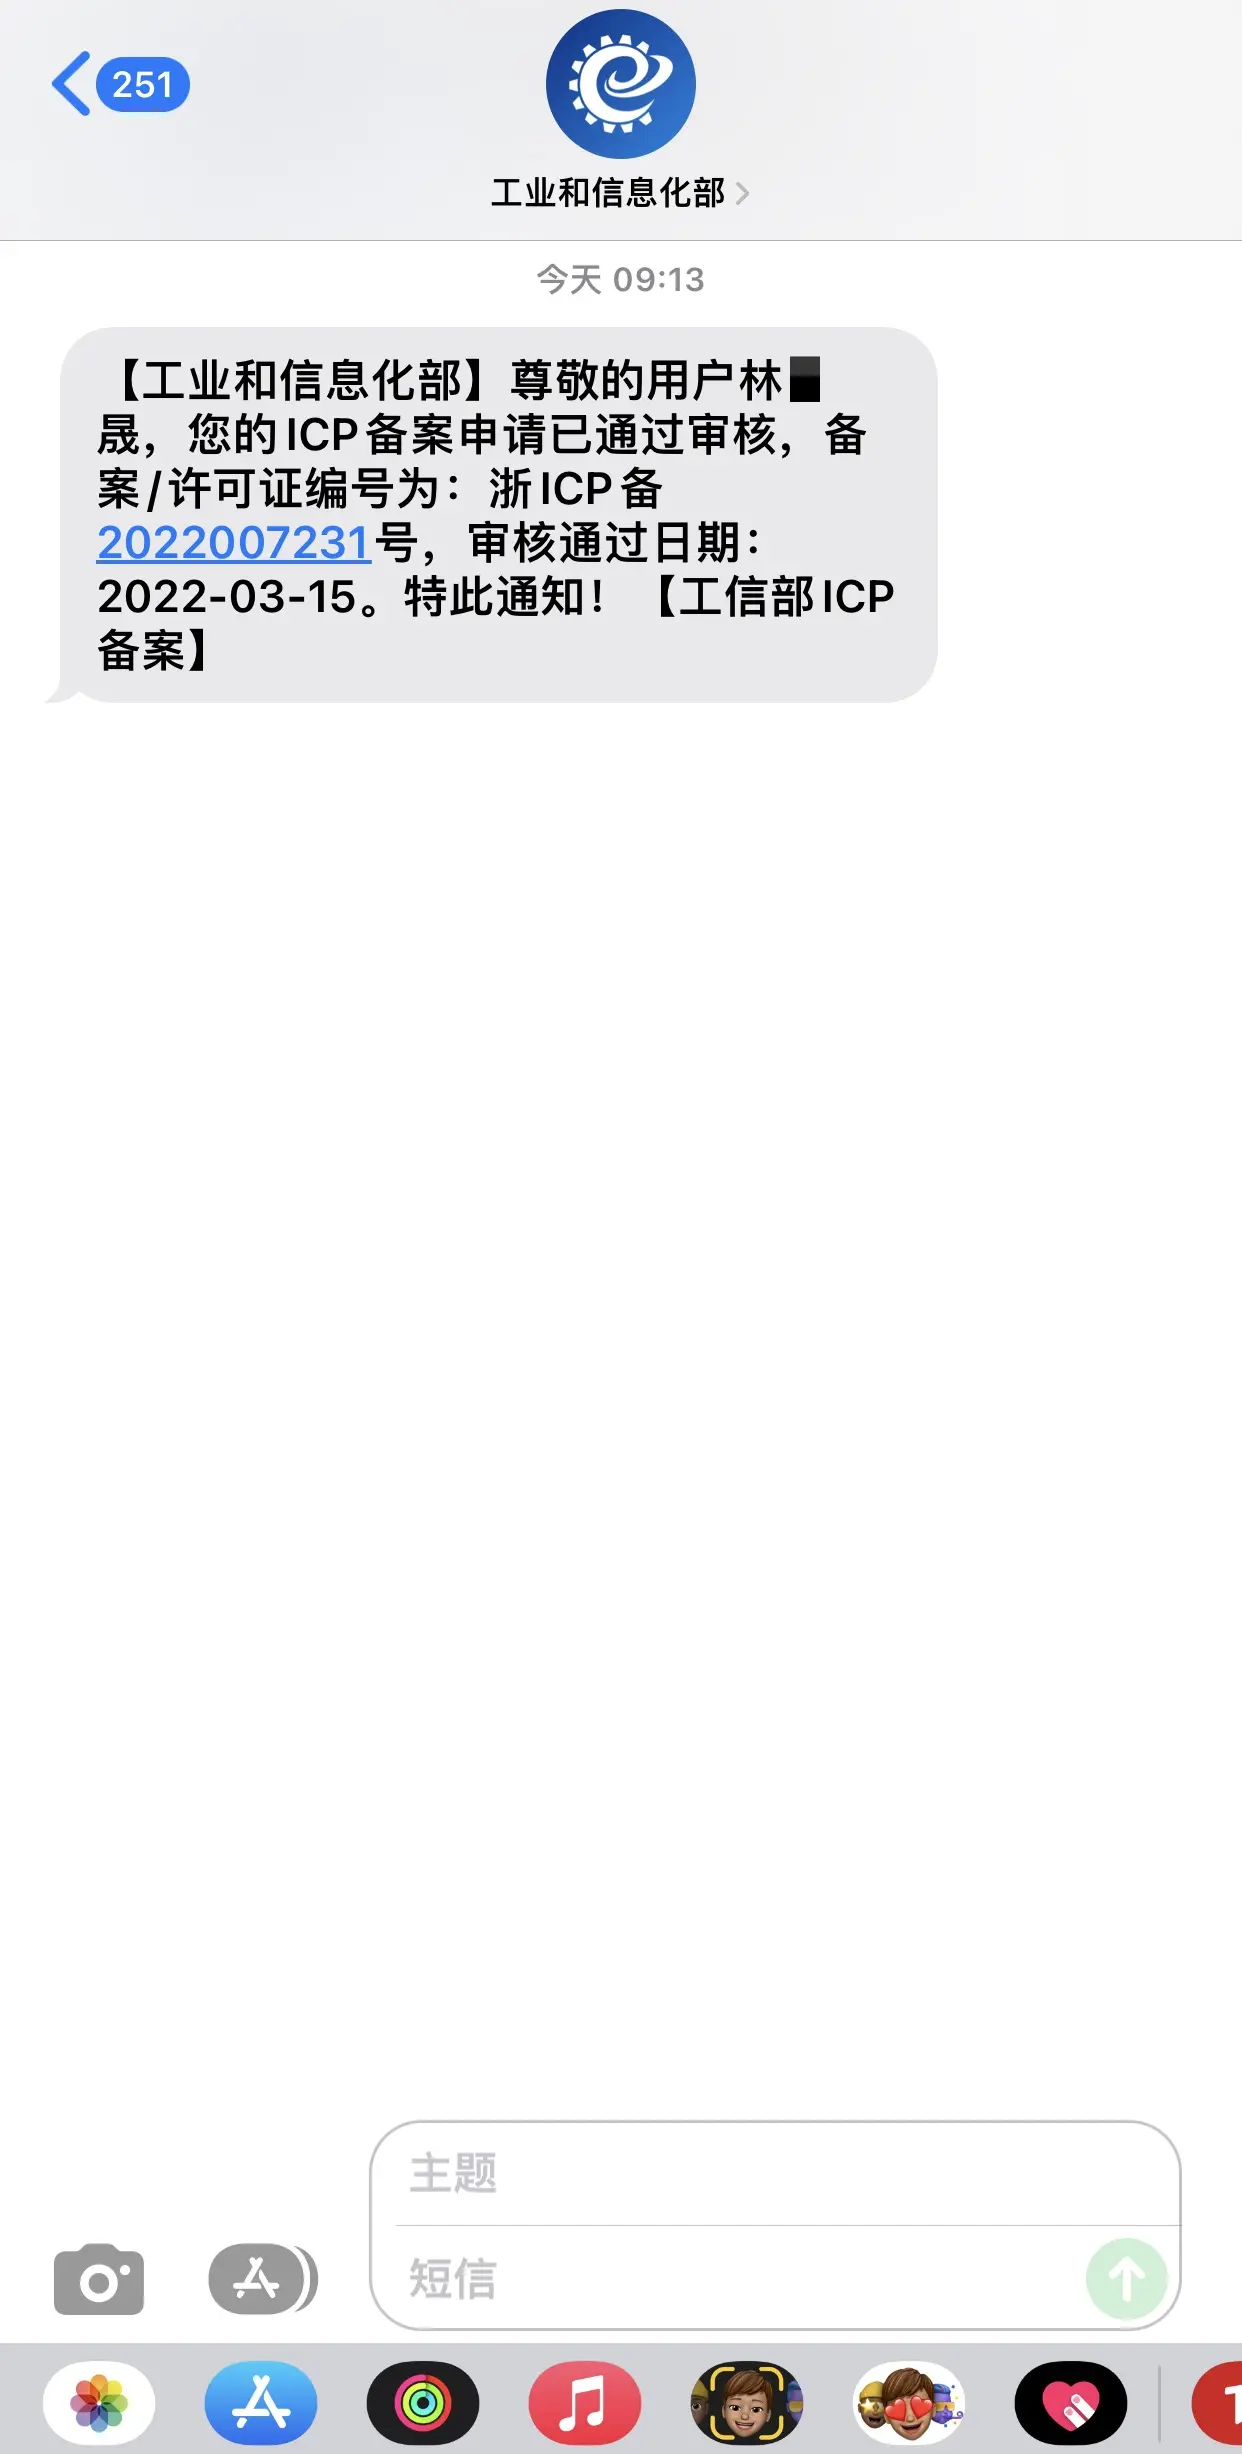 251
工业和信息化部
今天 09:13
【工业和信息化部】尊敬的用户林
晟，您的ICP备案申请已通过审核，备
案/许可证编号为：浙ICP备
2022007231号，审核通过日期：
2022-03-15。特此通知！【工信部ICP
备案】
主题
短信